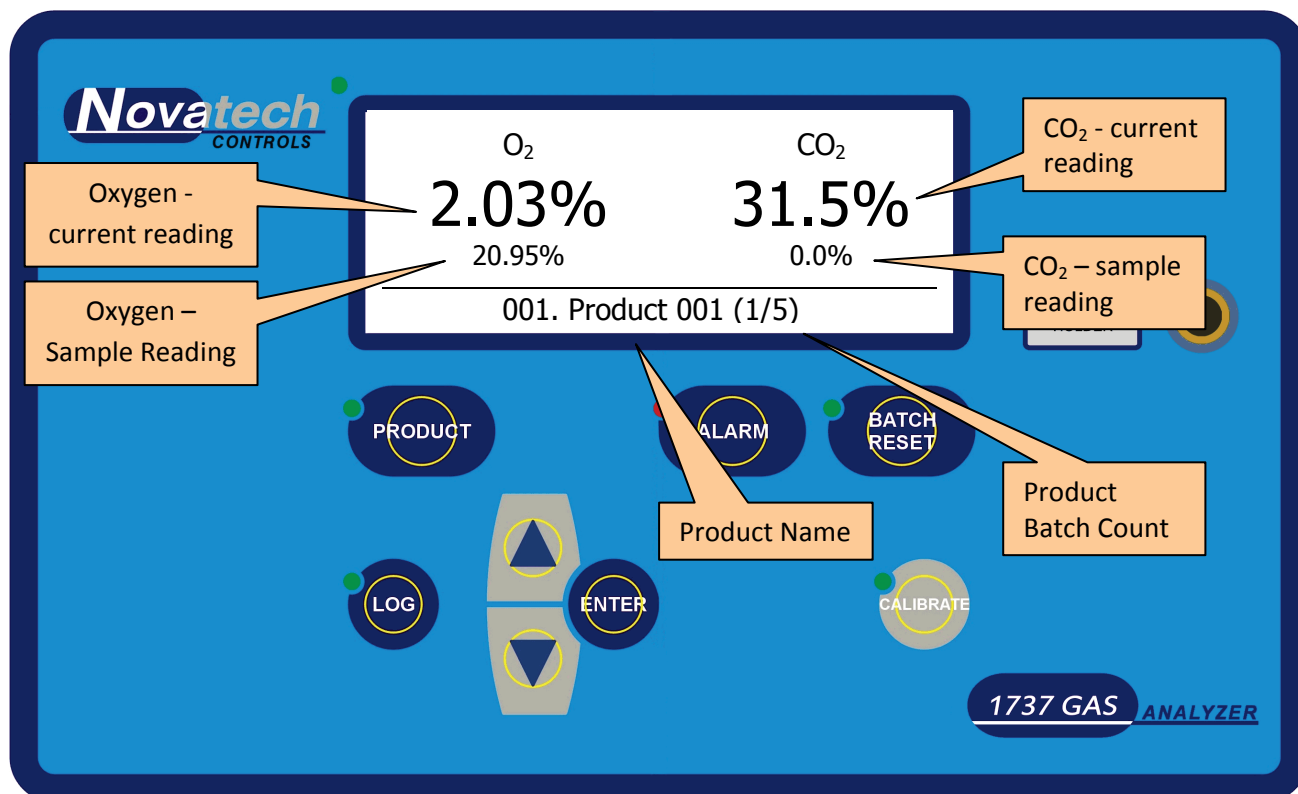 Novatech
CONTROLS
O₂
CO₂
2.03%
31.5%
20.95%
0.0%
001. Product 001 (1/5)
Oxygen -
current reading
Oxygen –
Sample Reading
CO₂ - current
reading
CO₂ – sample
reading
PRODUCT
ALARM
BATCH
RESET
Product Name
Product
Batch Count
LOG
ENTER
CALIBRATE
1737 GAS
ANALYZER